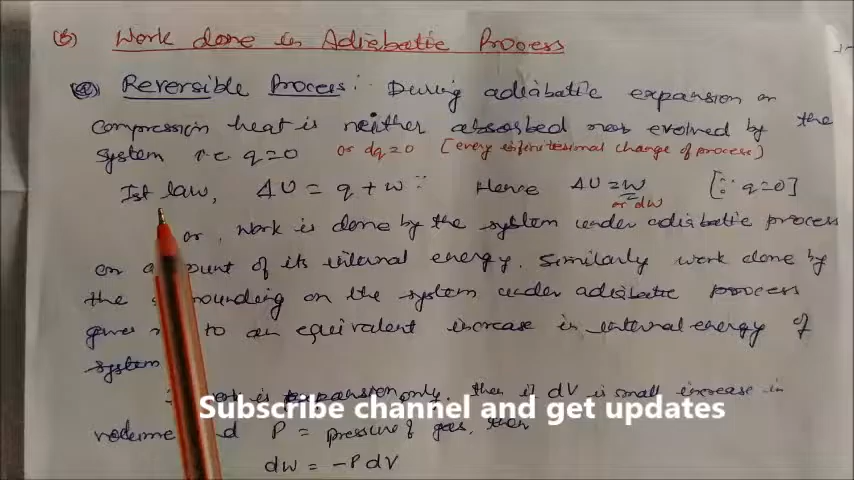 (5) Work done in Adiabatic Process
(a) Reversible Process: During adiabatic expansion or
compression heat is neither absorbed nor evolved by the
system i.e q=0 or dq=0 [every infinitesimal change of process)
Ist law, ΔU = q + w ∵ Hence ΔU = w [∵ q=0]
or dw
or, work is done by the system under adiabatic process
on a unt of its internal energy. Similarly work done by
the s rounding on the system under adiabatic process
gives to an equivalent increase in internal energy of
system
is expansion only, then if dV is small increase in
volume d P = pressure of gas, then
dw = -PdV
Subscribe channel and get updates